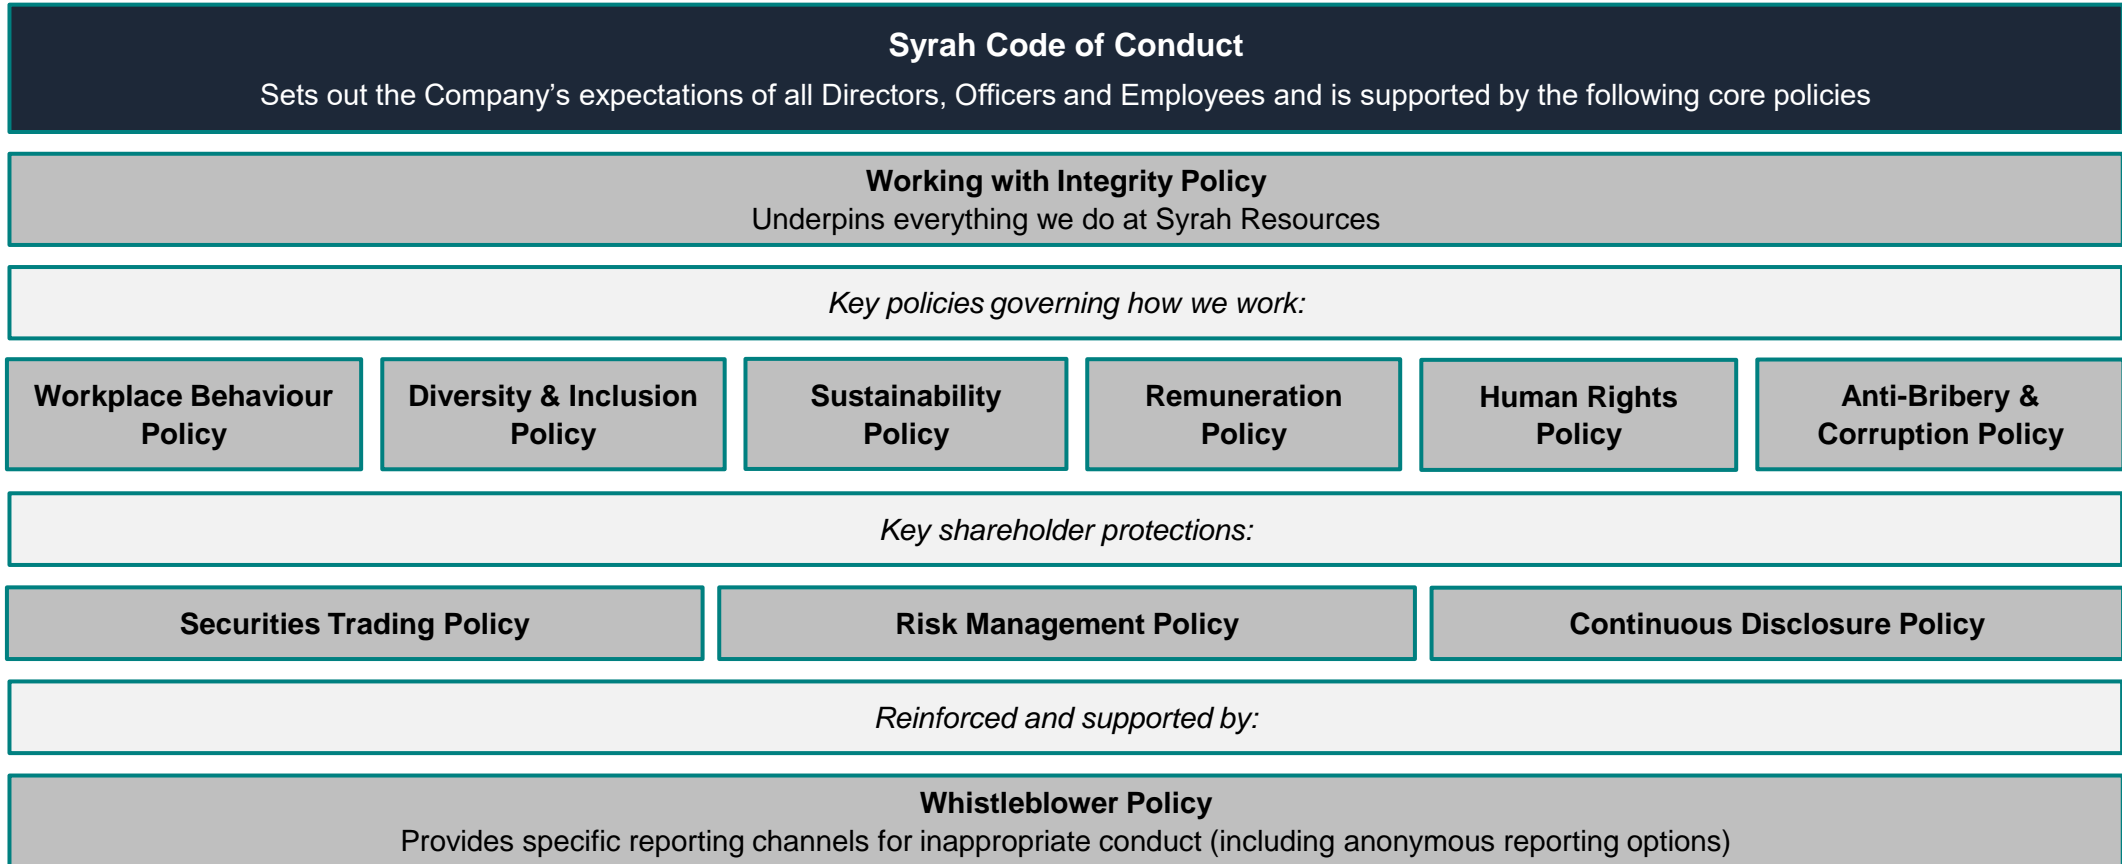 Syrah Code of Conduct
Sets out the Company’s expectations of all Directors, Officers and Employees and is supported by the following core policies
Working with Integrity Policy
Underpins everything we do at Syrah Resources
Key policies governing how we work:
Workplace Behaviour
Policy
Diversity & Inclusion
Policy
Sustainability
Policy
Remuneration
Policy
Human Rights
Policy
Anti-Bribery &
Corruption Policy
Key shareholder protections:
Securities Trading Policy
Risk Management Policy
Continuous Disclosure Policy
Reinforced and supported by:
Whistleblower Policy
Provides specific reporting channels for inappropriate conduct (including anonymous reporting options)